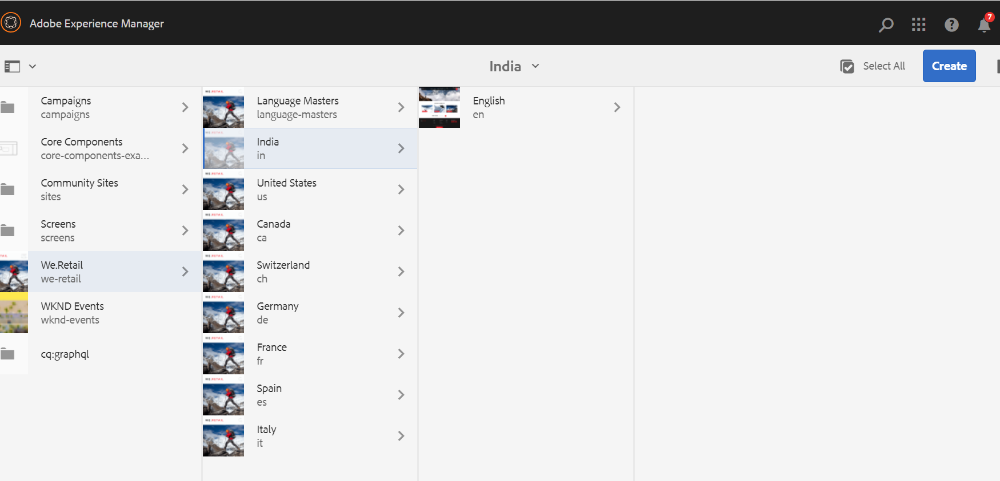 Adobe Experience Manager
7
India
Select All
Create
Campaigns
campaigns
Core Components
core-components-exa...
Community Sites
sites
Screens
screens
We.Retail
we-retail
WKND Events
wknd-events
cq:graphql
Language Masters
language-masters
India
in
United States
us
Canada
ca
Switzerland
ch
Germany
de
France
fr
Spain
es
Italy
it
English
en